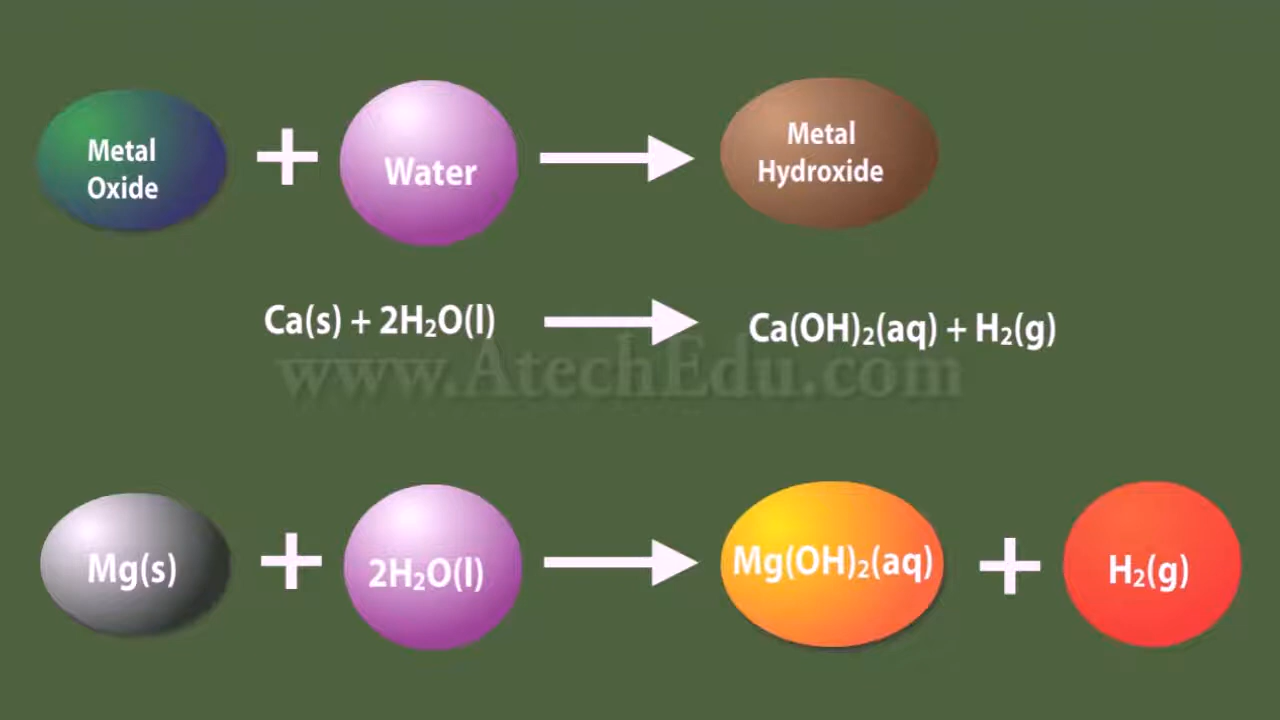 Metal Oxide + Water → Metal Hydroxide
Ca(s) + 2H₂O(l) → Ca(OH)₂(aq) + H₂(g)
www.AtechEdu.com
Mg(s) + 2H₂O(l) → Mg(OH)₂(aq) + H₂(g)